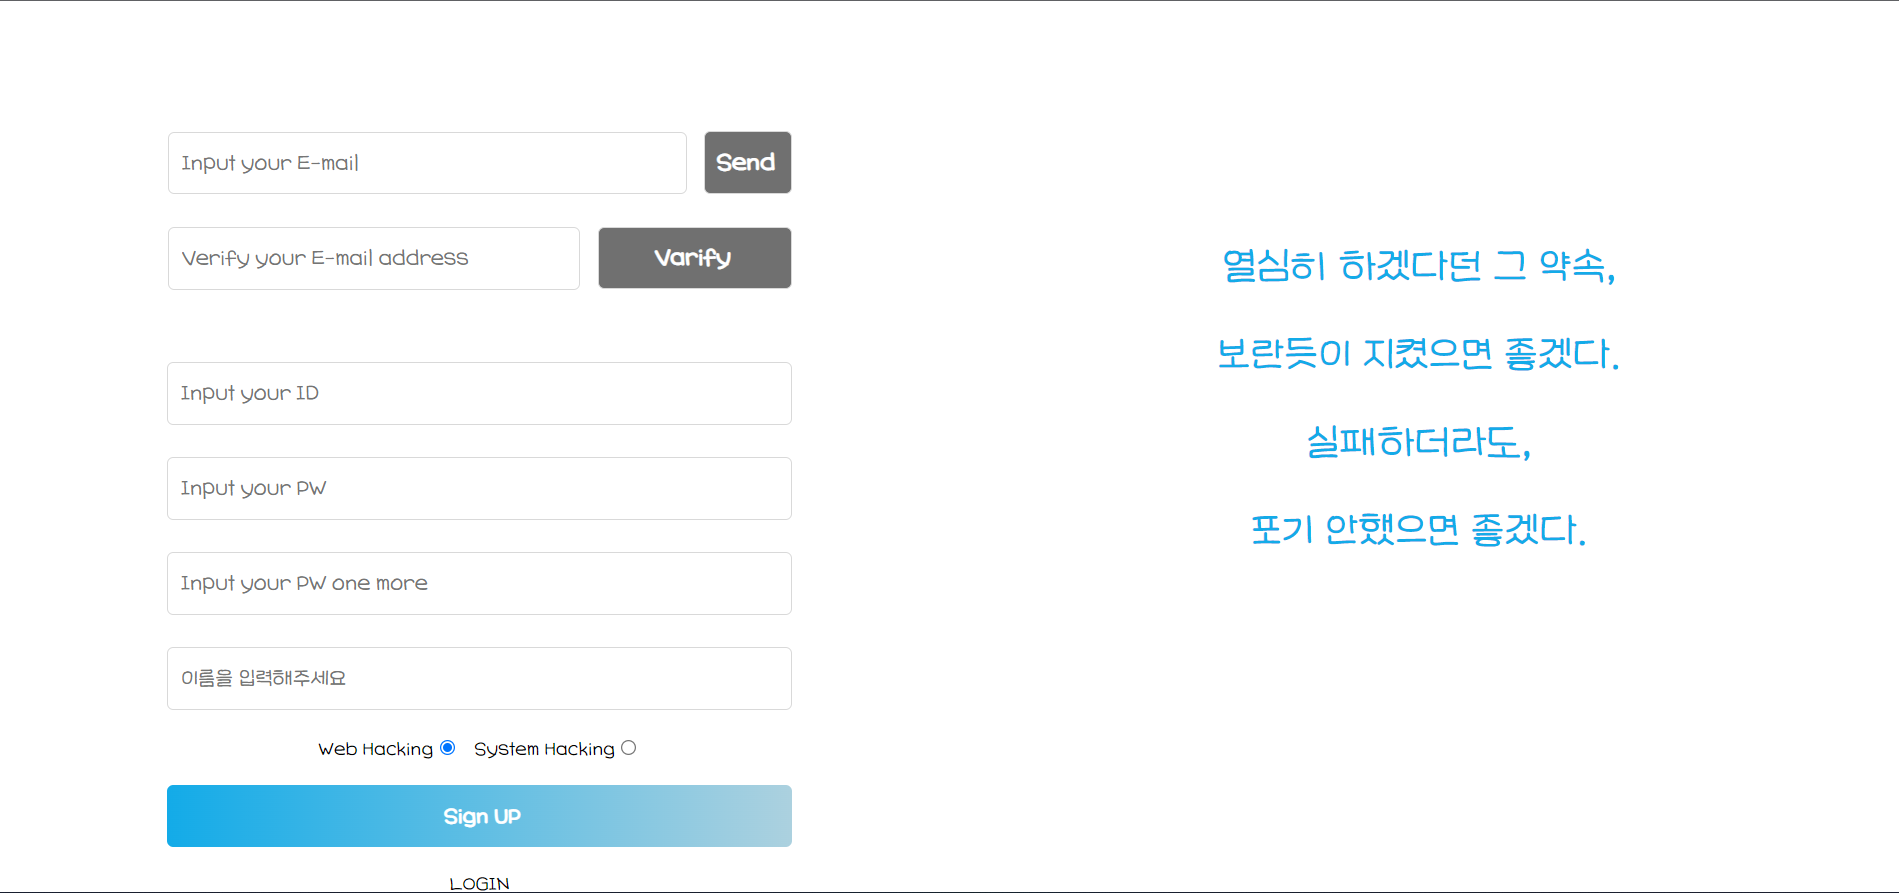 Input your E-mail
Send
Verify your E-mail address
Varify
Input your ID
Input your PW
Input your PW one more
이름을 입력해주세요
Web Hacking System Hacking
Sign UP
LOGIN
열심히 하겠다던 그 약속,
보란듯이 지켰으면 좋겠다.
실패하더라도,
포기 안했으면 좋겠다.